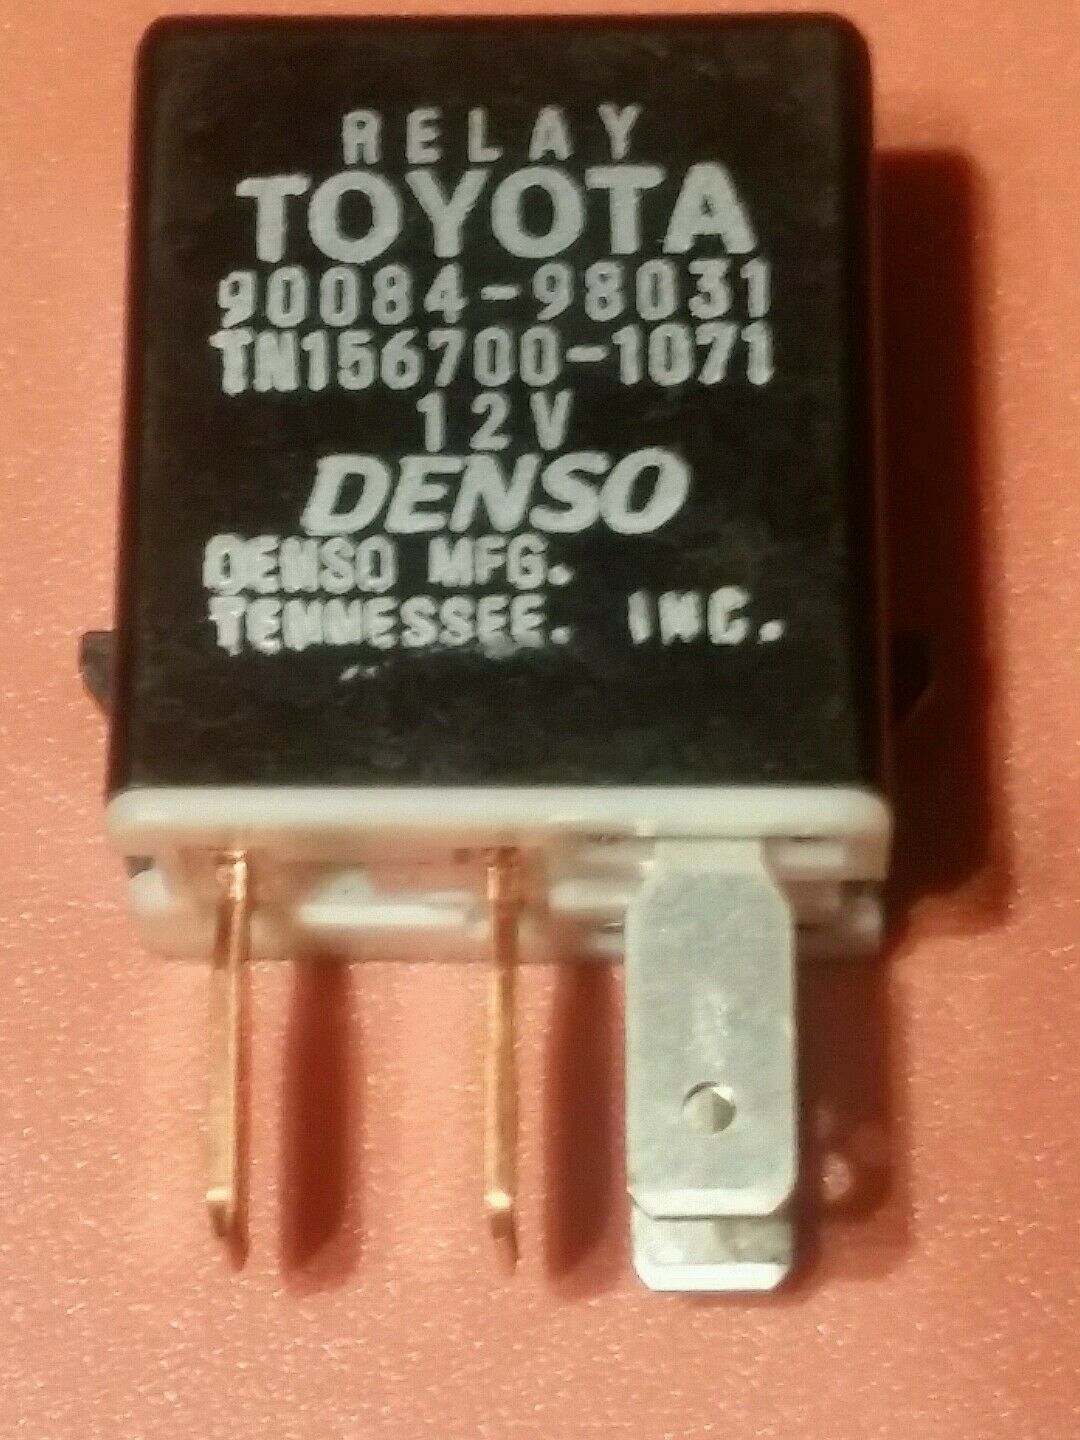 RELAY
TOYOTA
90084-98031
TN156700-1071
12V
DENSO
DENSO MFG.
TENNESSEE. INC.